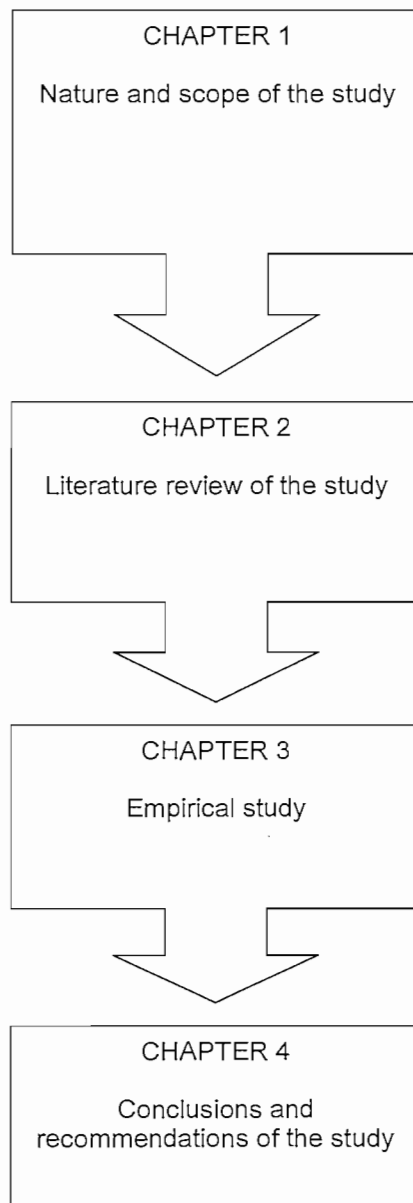 CHAPTER 1
Nature and scope of the study
CHAPTER 2
Literature review of the study
CHAPTER 3
Empirical study
CHAPTER 4
Conclusions and
recommendations of the study